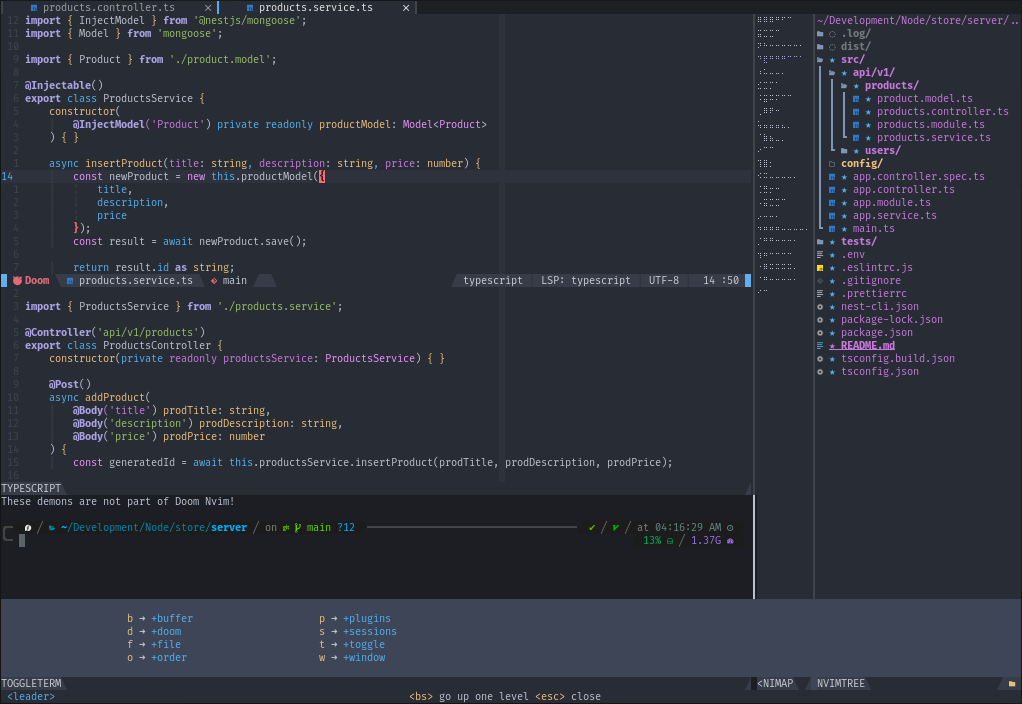 products.controller.ts × products.service.ts ×
12 import { InjectModel } from '@nestjs/mongoose';
11 import { Model } from 'mongoose';
10
9 import { Product } from './product.model';
8
7 @Injectable()
6 export class ProductsService {
5 constructor(
4 @InjectModel('Product') private readonly productModel: Model<Product>
3 ) { }
2
1 async insertProduct(title: string, description: string, price: number) {
14 const newProduct = new this.productModel({
1 title,
2 description,
3 price
4 });
5 const result = await newProduct.save();
6
7 return result.id as string;
Doom products.service.ts main typescript LSP: typescript UTF-8 14 :50
2
3 import { ProductsService } from './products.service';
4
5 @Controller('api/v1/products')
6 export class ProductsController {
7 constructor(private readonly productsService: ProductsService) { }
8
9 @Post()
10 async addProduct(
11 @Body('title') prodTitle: string,
12 @Body('description') prodDescription: string,
13 @Body('price') prodPrice: number
14 ) {
15 const generatedId = await this.productsService.insertProduct(prodTitle, prodDescription, prodPrice);
16
TYPESCRIPT
These demons are not part of Doom Nvim!
/ ~/Development/Node/store/server / on main ?12 ✔ / / at 04:16:29 AM
13% / 1.37G
~/Development/Node/store/server/..
.log/
dist/
src/
api/v1/
products/
product.model.ts
products.controller.ts
products.module.ts
products.service.ts
users/
config/
app.controller.spec.ts
app.controller.ts
app.module.ts
app.service.ts
main.ts
tests/
.env
.eslintrc.js
.gitignore
.prettierrc
nest-cli.json
package-lock.json
package.json
README.md
tsconfig.build.json
tsconfig.json
b → +buffer p → +plugins
d → +doom s → +sessions
f → +file t → +toggle
o → +order w → +window
TOGGLETERM <NIMAP NVIMTREE
<leader> <bs> go up one level <esc> close